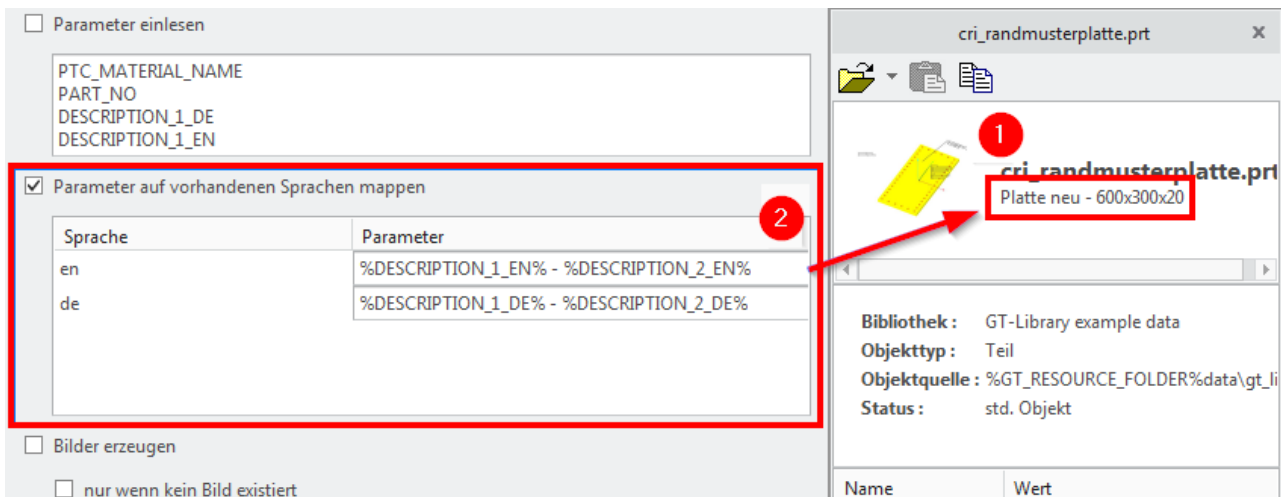 Parameter einlesen
PTC_MATERIAL_NAME
PART_NO
DESCRIPTION_1_DE
DESCRIPTION_1_EN
Parameter auf vorhandenen Sprachen mappen
2
Sprache Parameter
en %DESCRIPTION_1_EN% - %DESCRIPTION_2_EN%
de %DESCRIPTION_1_DE% - %DESCRIPTION_2_DE%
Bilder erzeugen
nur wenn kein Bild existiert
cri_randmusterplatte.prt x
1
cri_randmusterplatte.prt
Platte neu - 600x300x20
Bibliothek : GT-Library example data
Objekttyp : Teil
Objektquelle : %GT_RESOURCE_FOLDER%data\gt_li
Status : std. Objekt
Name Wert